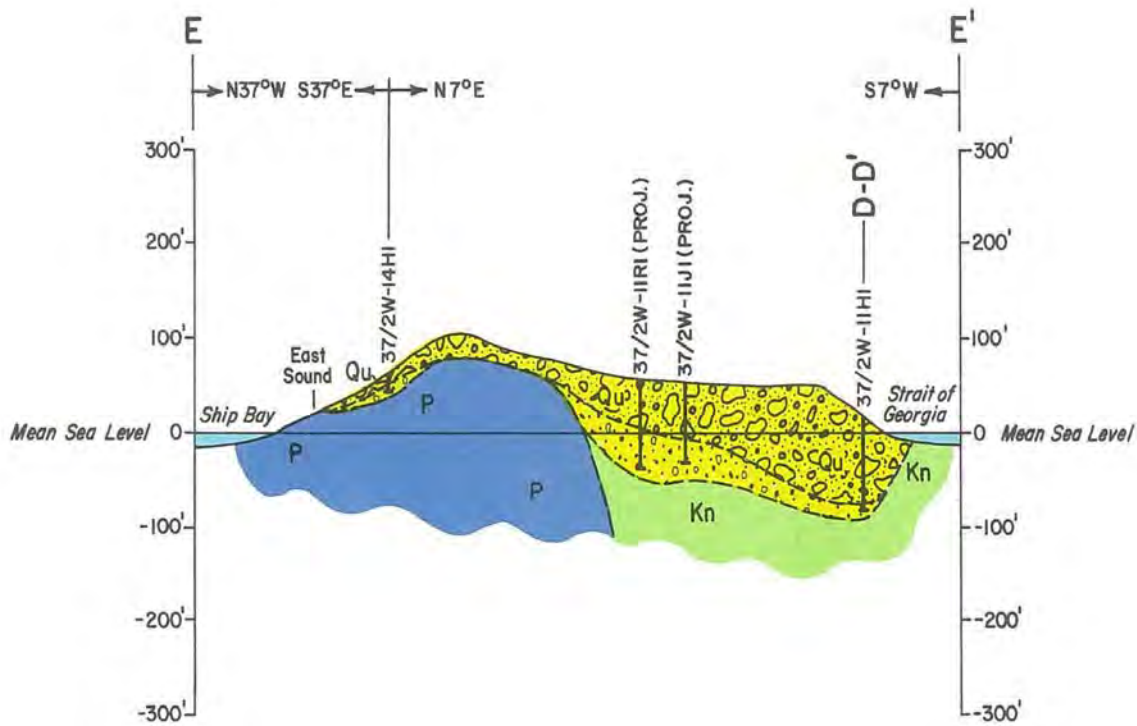 E
E'
N37°W S37°E
N7°E
S7°W
300'
300'
D-D'
200'
200'
37/2W-14H1
37/2W-11R1 (PROJ.)
37/2W-11J1 (PROJ.)
37/2W-11H1
100'
100'
East
Sound
Qu
P
Qu
Strait of
Georgia
Ship Bay
Mean Sea Level
0
0
Mean Sea Level
P
Qu
Kn
P
Kn
-100'
-100'
-200'
-200'
-300'
-300'